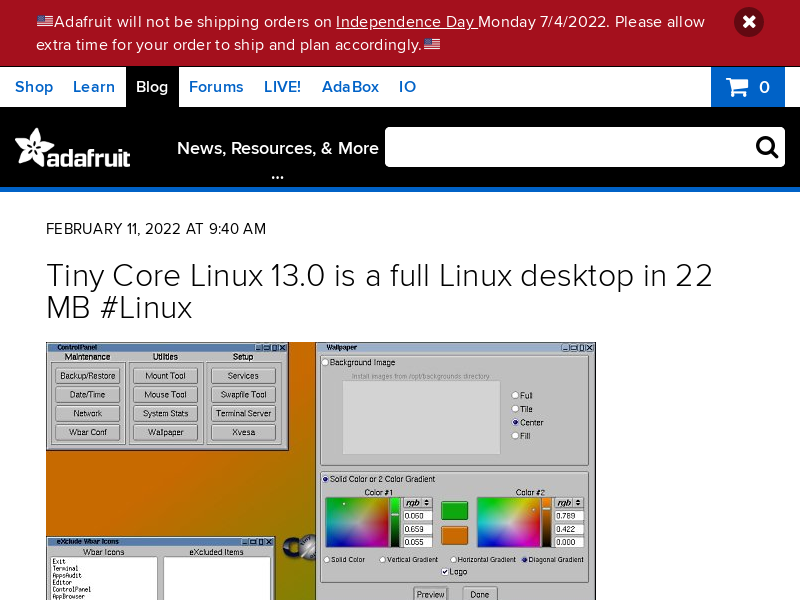 Adafruit will not be shipping orders on Independence Day Monday 7/4/2022. Please allow
extra time for your order to ship and plan accordingly.
Shop Learn Blog Forums LIVE! AdaBox IO 0
adafruit News, Resources, & More
...
FEBRUARY 11, 2022 AT 9:40 AM
Tiny Core Linux 13.0 is a full Linux desktop in 22
MB #Linux
ControlPanel
Maintenance Utilities Setup
Backup/Restore Mount Tool Services
Date/Time Mouse Tool Swapfile Tool
Network System Stats Terminal Server
Wbar Conf Wallpaper Xvesa
Wallpaper
Background Image
Install images from /opt/backgrounds directory
Full
Tile
Center
Fill
Solid Color or 2 Color Gradient
Color #1 Color #2
rgb rgb
0.060 0.789
0.659 0.422
0.055 0.000
Solid Color Vertical Gradient Horizontal Gradient Diagonal Gradient
Logo
Preview Done
eXclude Wbar Icons
Wbar Icons eXcluded Items
Exit
Terminal
AppsAudit
Editor
ControlPanel
AppBrowser